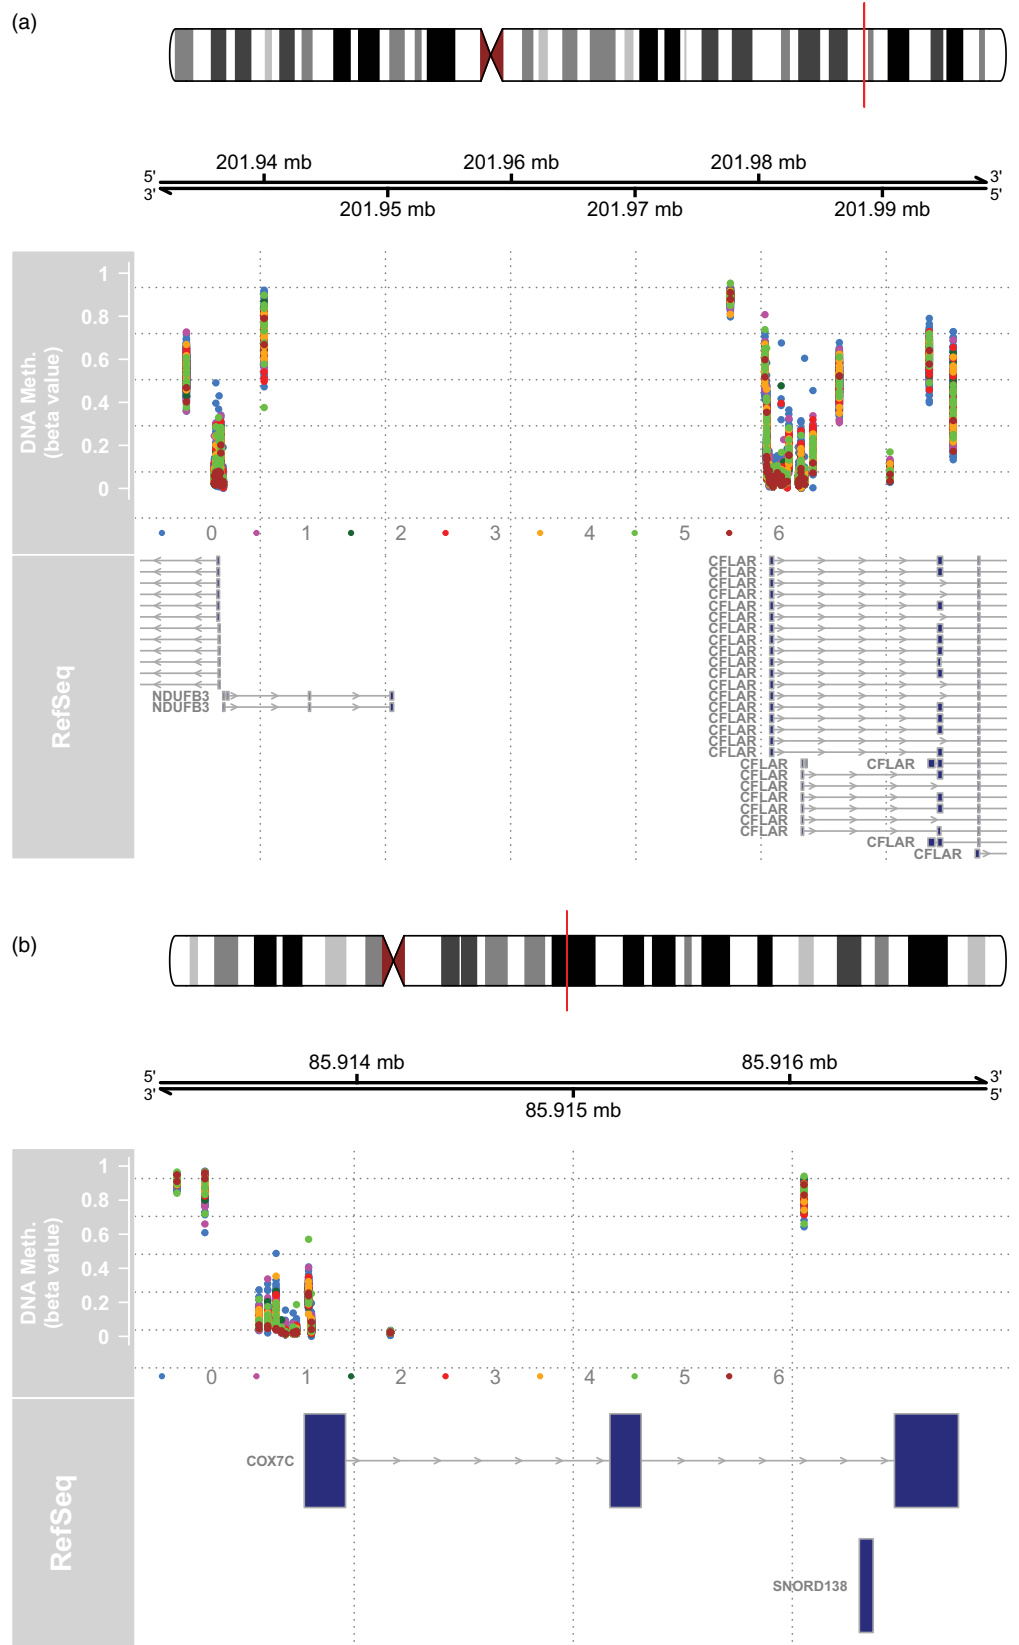 (a)
201.94 mb 201.96 mb 201.98 mb
5' 3'
3' 5'
201.95 mb 201.97 mb 201.99 mb
DNA Meth.
(beta value)
1
0.8
0.6
0.4
0.2
0
0 1 2 3 4 5 6
RefSeq
CFLAR
CFLAR
CFLAR
CFLAR
CFLAR
CFLAR
CFLAR
CFLAR
CFLAR
CFLAR
CFLAR
CFLAR
NDUFB3 CFLAR
NDUFB3 CFLAR
CFLAR
CFLAR
CFLAR
CFLAR
CFLAR CFLAR
CFLAR
CFLAR
CFLAR
CFLAR
CFLAR
CFLAR
CFLAR
CFLAR
(b)
85.914 mb 85.916 mb
5' 3'
3' 5'
85.915 mb
DNA Meth.
(beta value)
1
0.8
0.6
0.4
0.2
0
0 1 2 3 4 5 6
RefSeq
COX7C
SNORD138